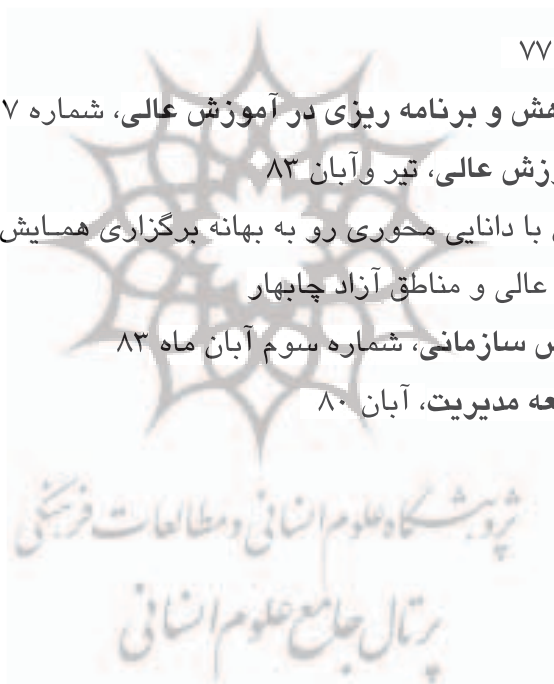 ۷۷
هش و برنامه ریزی در آموزش عالی، شماره ۷
زش عالی، تیر وآبان ۸۳
با دانایی محوری رو به بهانه برگزاری همایش
عالی و مناطق آزاد چابهار
سازمانی، شماره سوم آبان ماه ۸۳
عه مدیریت، آبان ۸۰
پژوهشگاه علوم انسانی و مطالعات فرهنگی
پرتال جامع علوم انسانی